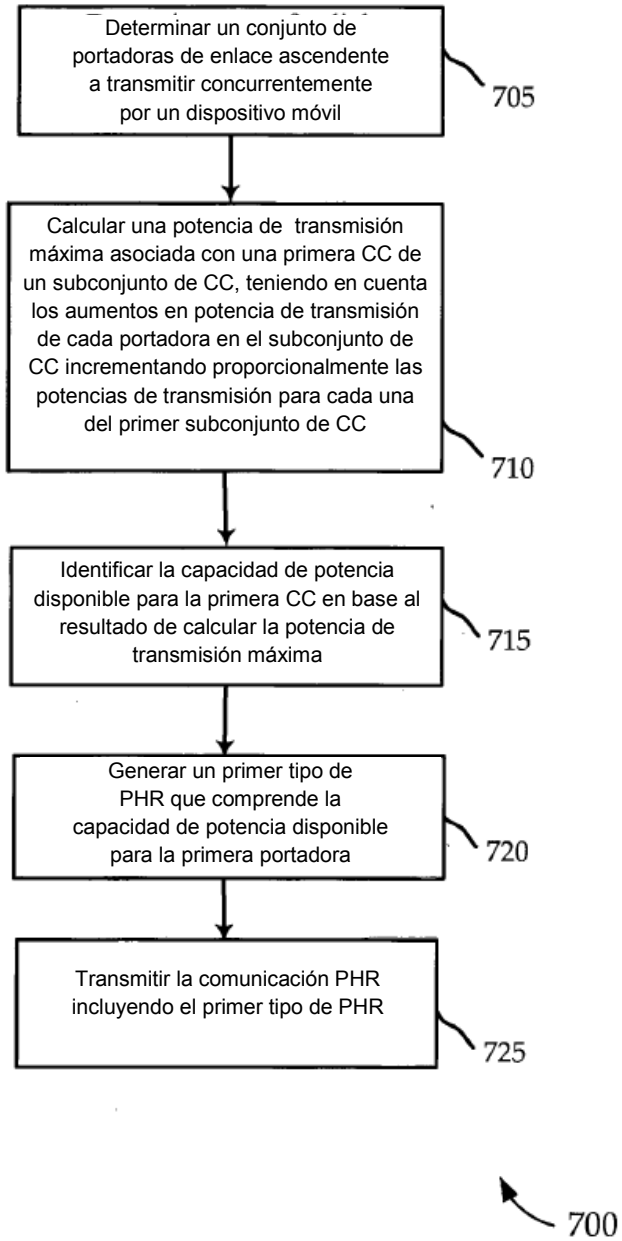 Determinar un conjunto de
portadoras de enlace ascendente
a transmitir concurrentemente
por un dispositivo móvil
705
Calcular una potencia de transmisión
máxima asociada con una primera CC de
un subconjunto de CC, teniendo en cuenta
los aumentos en potencia de transmisión
de cada portadora en el subconjunto de
CC incrementando proporcionalmente las
potencias de transmisión para cada una
del primer subconjunto de CC
710
Identificar la capacidad de potencia
disponible para la primera CC en base al
resultado de calcular la potencia de
transmisión máxima
715
Generar un primer tipo de
PHR que comprende la
capacidad de potencia disponible
para la primera portadora
720
Transmitir la comunicación PHR
incluyendo el primer tipo de PHR
725
700